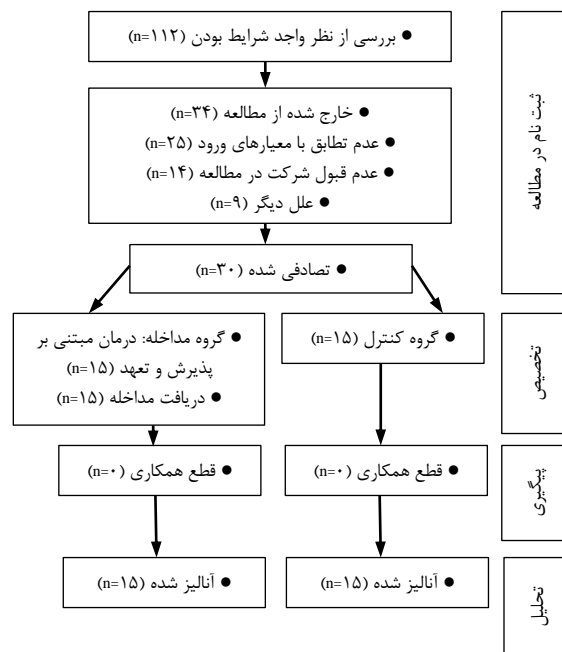 ● بررسی از نظر واجد شرایط بودن (n=۱۱۲)
● خارج شده از مطالعه (n=۳۴)
● عدم تطابق با معیارهای ورود (n=۲۵)
● عدم قبول شرکت در مطالعه (n=۱۴)
● علل دیگر (n=۹)
● تصادفی شده (n=۳۰)
ثبت نام در مطالعه
● گروه کنترل (n=۱۵)
● گروه مداخله: درمان مبتنی بر
پذیرش و تعهد (n=۱۵)
● دریافت مداخله (n=۱۵)
تخصیص
● قطع همکاری (n=۰)
● قطع همکاری (n=۰)
پیگیری
● آنالیز شده (n=۱۵)
● آنالیز شده (n=۱۵)
تحلیل